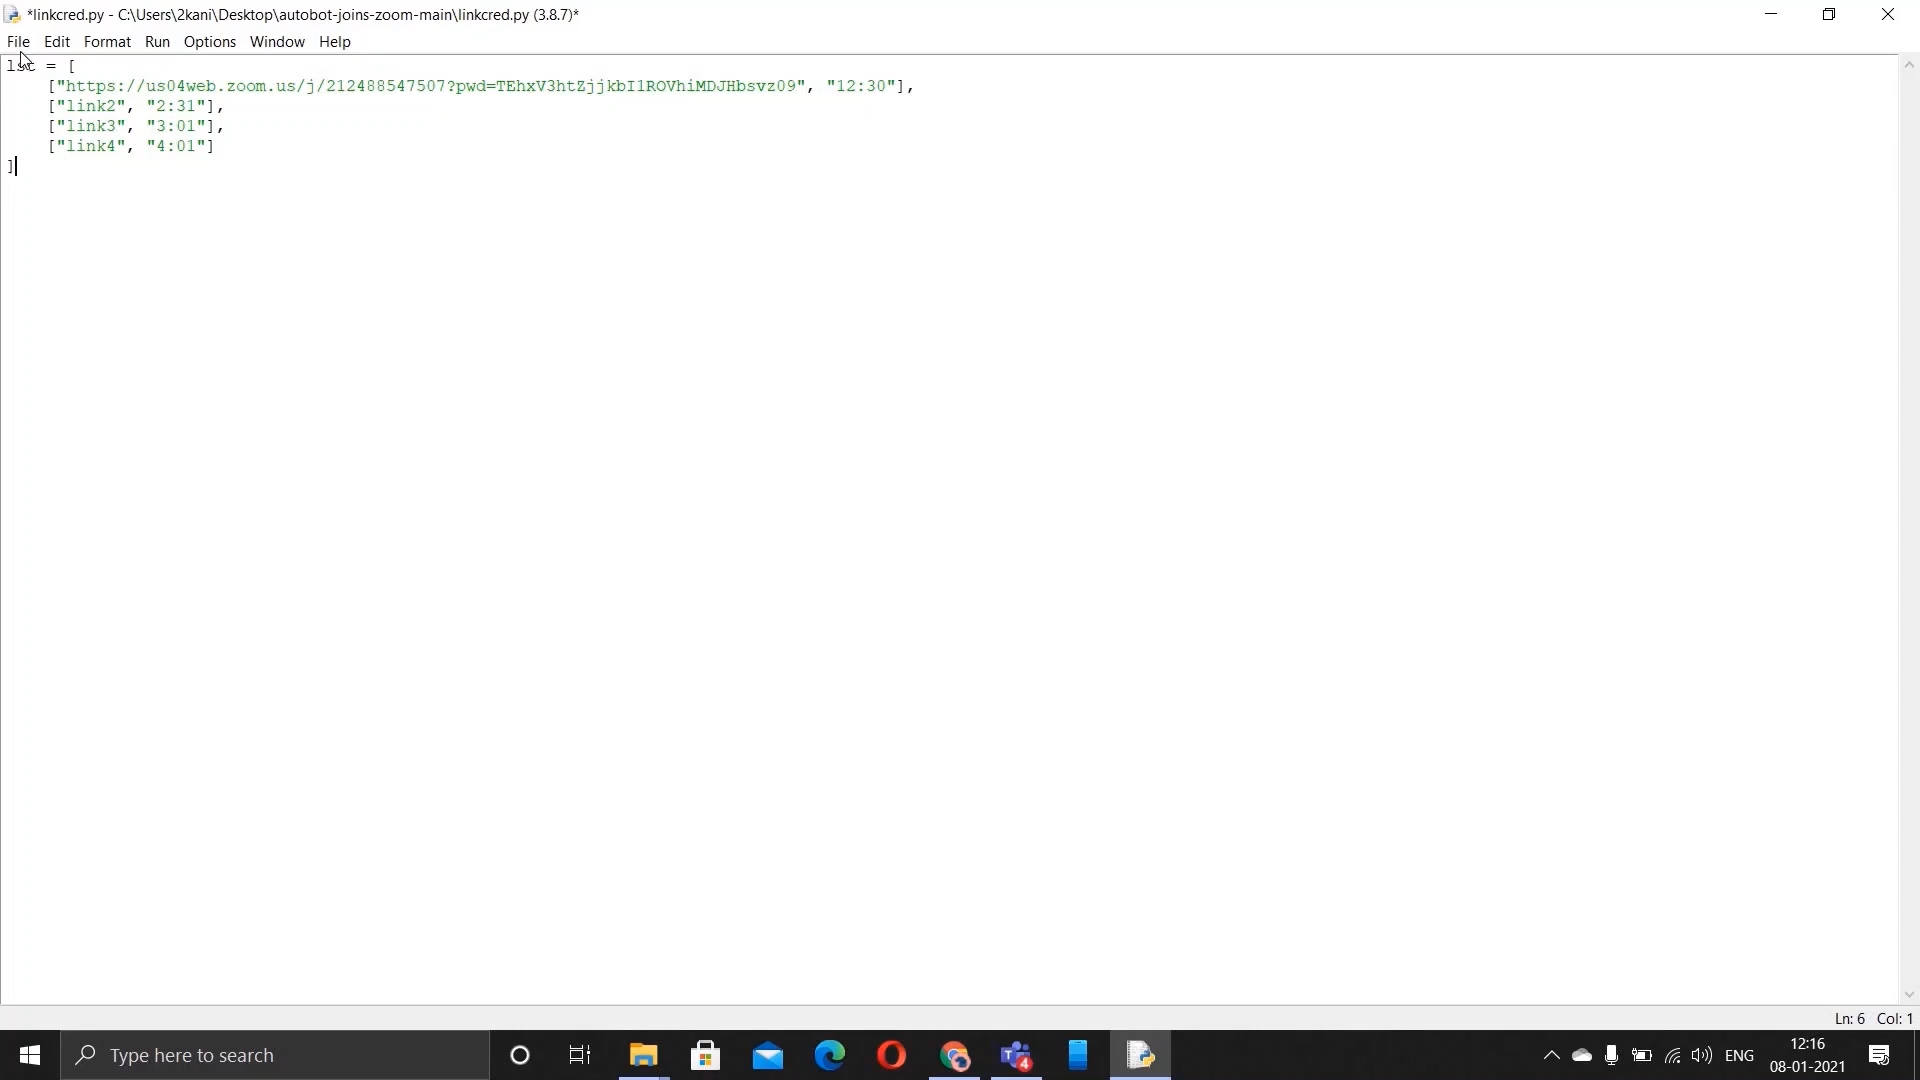 *linkcred.py - C:\Users\2kani\Desktop\autobot-joins-zoom-main\linkcred.py (3.8.7)*
File Edit Format Run Options Window Help
lst = [
["https://us04web.zoom.us/j/212488547507?pwd=TEhxV3htZjjkbI1ROVhiMDJHbsvz09", "12:30"],
["link2", "2:31"],
["link3", "3:01"],
["link4", "4:01"]
]
Ln: 6 Col: 1
Type here to search
4
ENG
12:16
08-01-2021